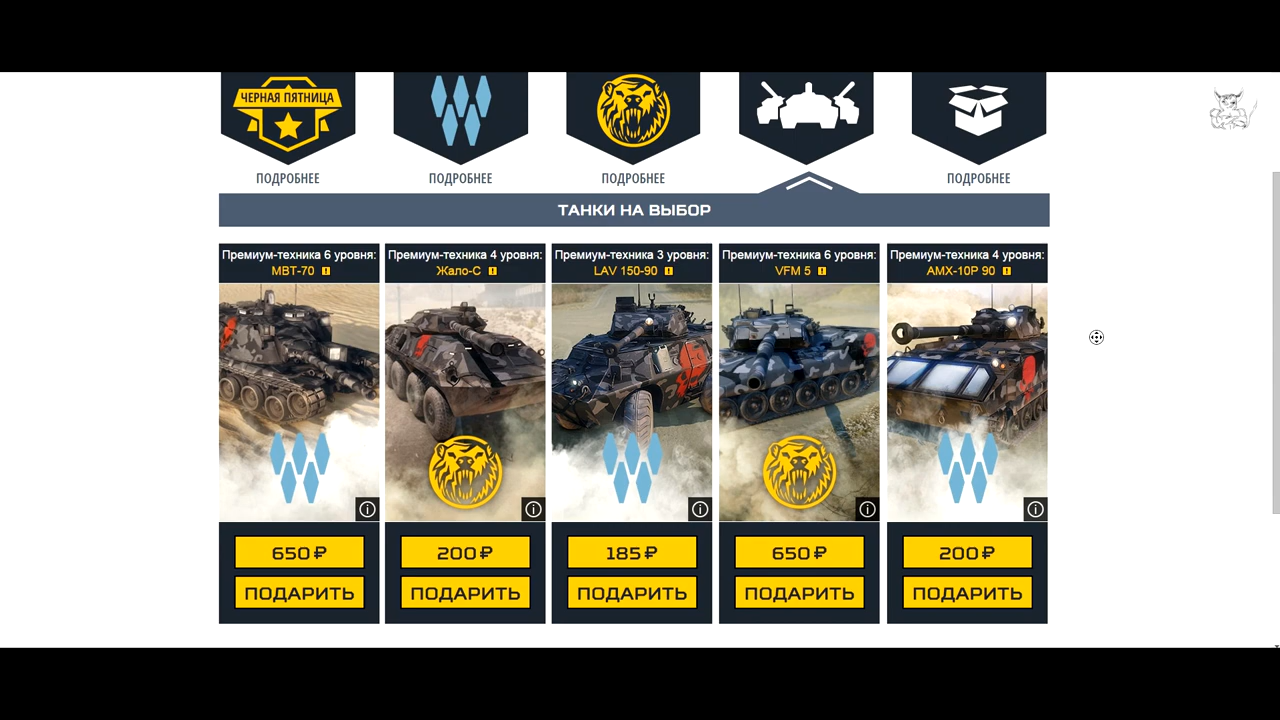 ЧЕРНАЯ ПЯТНИЦА
ПОДРОБНЕЕ
ПОДРОБНЕЕ
ПОДРОБНЕЕ
ПОДРОБНЕЕ
ТАНКИ НА ВЫБОР
Премиум-техника 6 уровня:
МВТ-70
Премиум-техника 4 уровня:
Жало-С
Премиум-техника 3 уровня:
LAV 150-90
Премиум-техника 6 уровня:
VFM 5
Премиум-техника 4 уровня:
AMX-10P 90
650 ₽
200 ₽
185 ₽
650 ₽
200 ₽
ПОДАРИТЬ
ПОДАРИТЬ
ПОДАРИТЬ
ПОДАРИТЬ
ПОДАРИТЬ